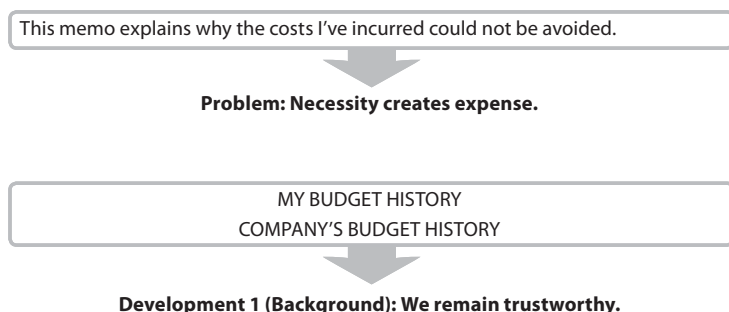 This memo explains why the costs I've incurred could not be avoided.
Problem: Necessity creates expense.
MY BUDGET HISTORY
COMPANY'S BUDGET HISTORY
Development 1 (Background): We remain trustworthy.